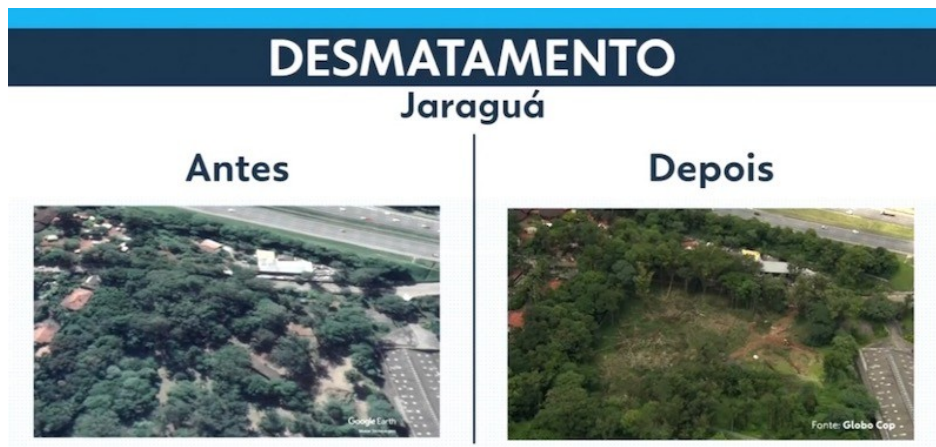 DESMATAMENTO
Jaraguá
Antes
Depois
Google Earth
Fonte: Globo Cop